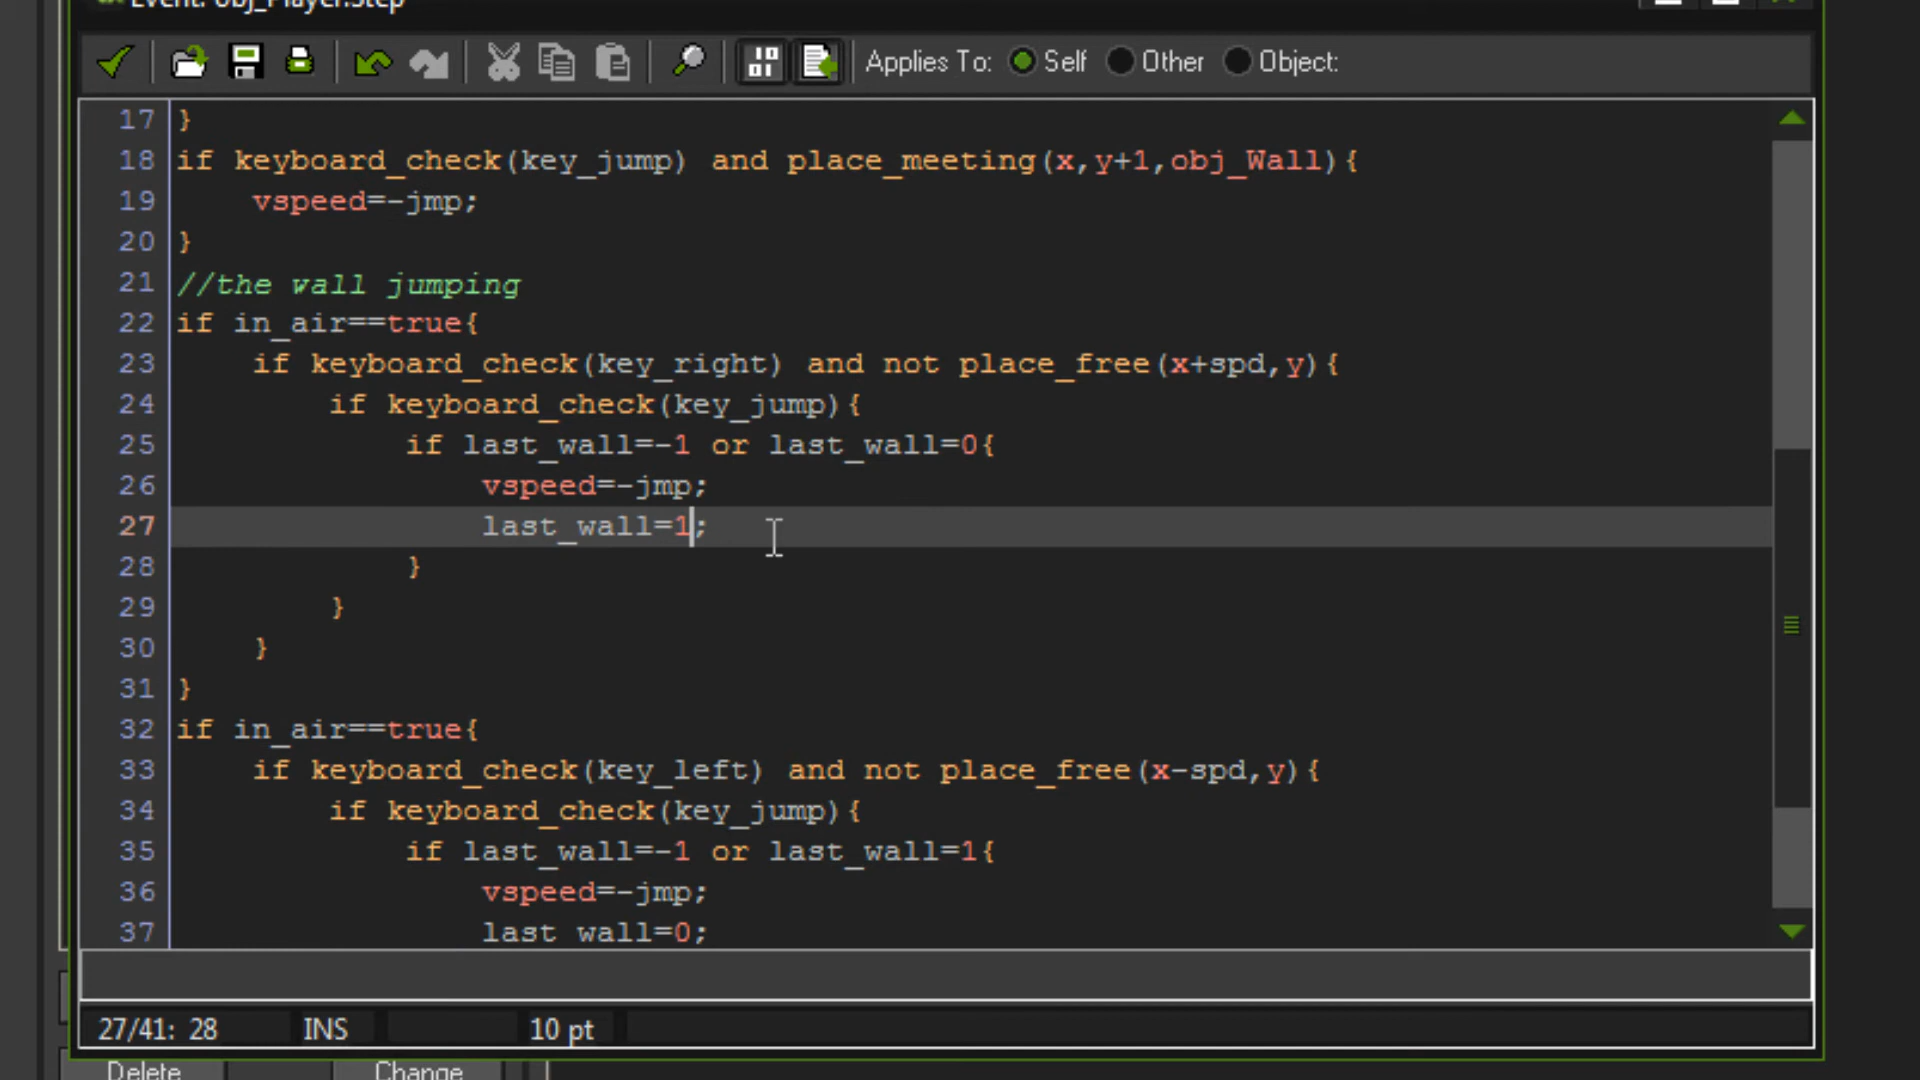 Event: obj_Player:Step
Applies To: Self Other Object:
17 }
18 if keyboard_check(key_jump) and place_meeting(x,y+1,obj_Wall){
19 vspeed=-jmp;
20 }
21 //the wall jumping
22 if in_air==true{
23 if keyboard_check(key_right) and not place_free(x+spd,y){
24 if keyboard_check(key_jump){
25 if last_wall=-1 or last_wall=0{
26 vspeed=-jmp;
27 last_wall=1;
28 }
29 }
30 }
31 }
32 if in_air==true{
33 if keyboard_check(key_left) and not place_free(x-spd,y){
34 if keyboard_check(key_jump){
35 if last_wall=-1 or last_wall=1{
36 vspeed=-jmp;
37 last_wall=0;
27/41: 28 INS 10 pt
Delete Change